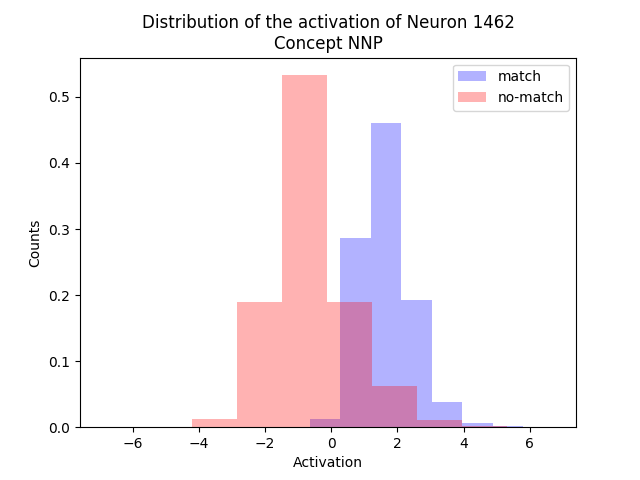 Distribution of the activation of Neuron 1462
Concept NNP
match
no-match
0.5
0.4
0.3
0.2
0.1
0.0
Counts
−6
−4
−2
0
2
4
6
Activation